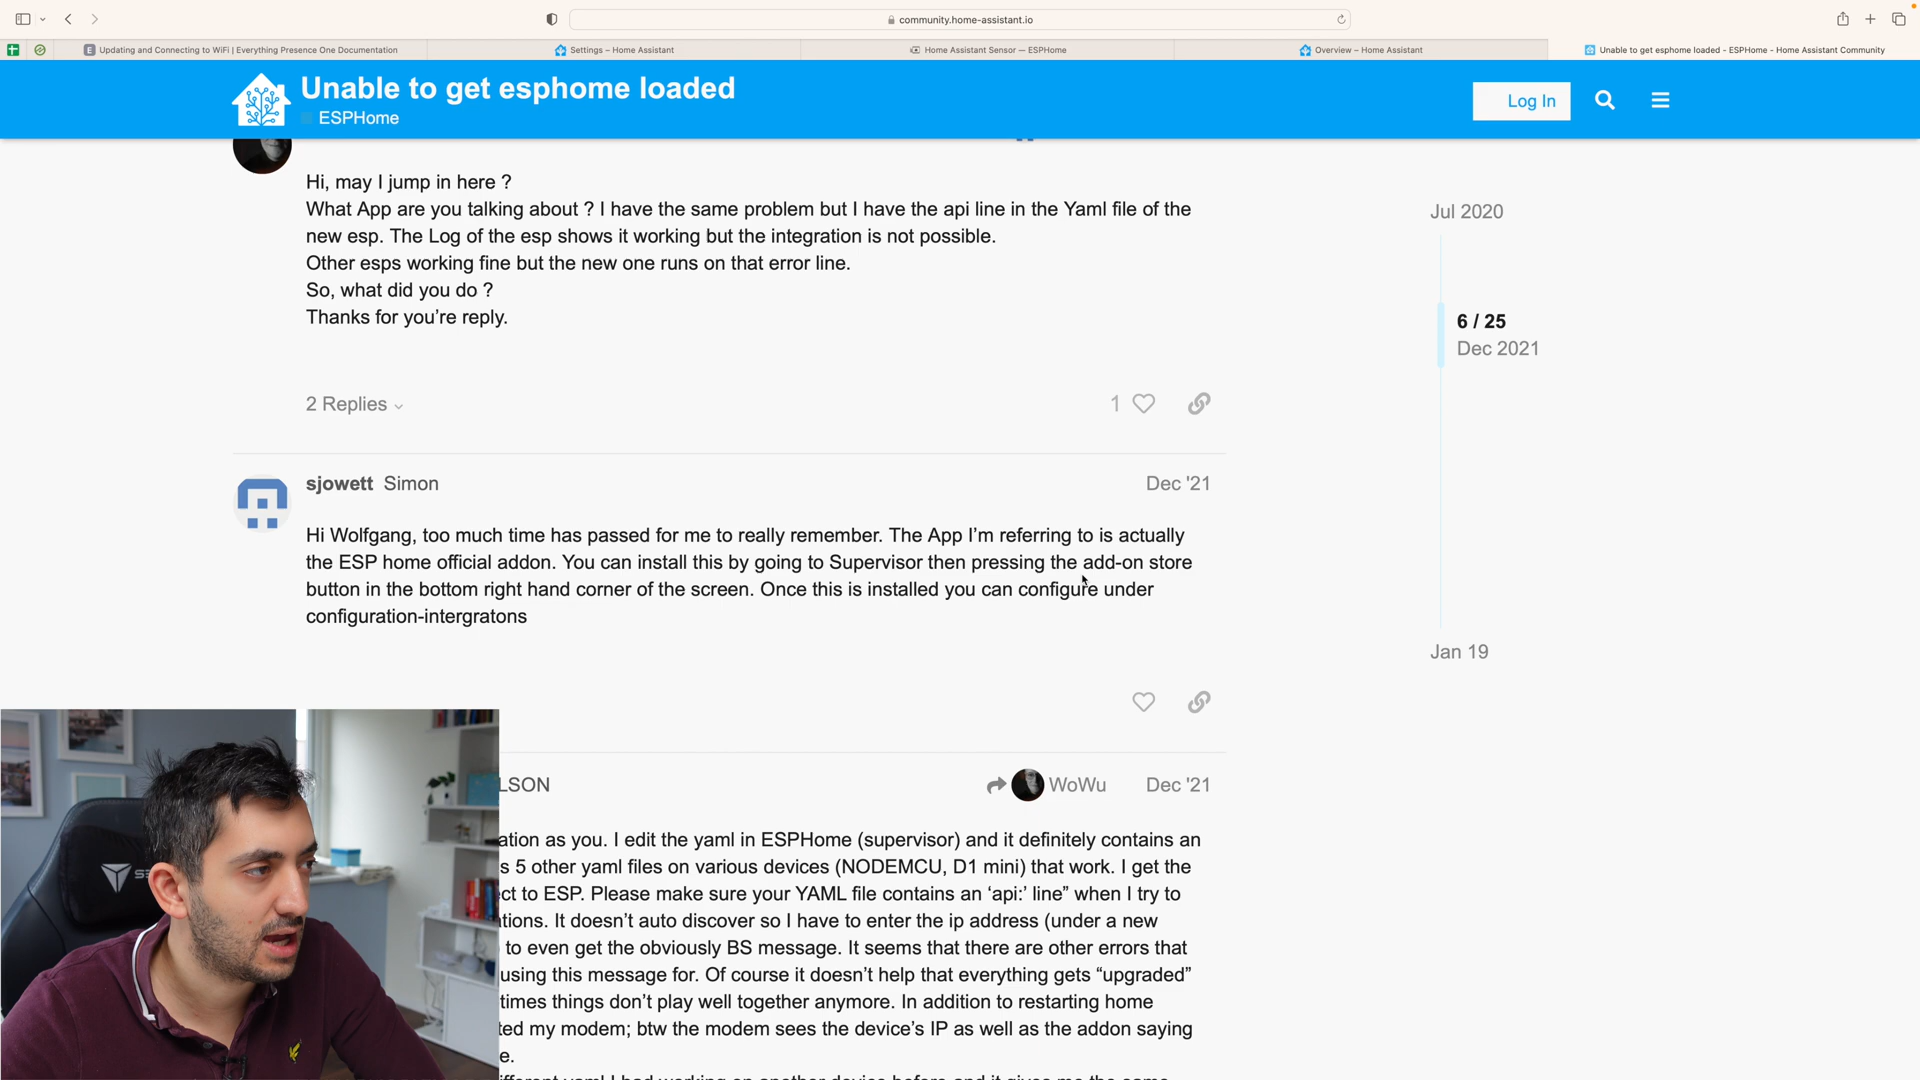 community.home-assistant.io
Updating and Connecting to WiFi | Everything Presence One Documentation
Settings – Home Assistant
Home Assistant Sensor — ESPHome
Overview – Home Assistant
Unable to get esphome loaded - ESPHome - Home Assistant Community
Unable to get esphome loaded
ESPHome
Log In
Hi, may I jump in here ?
What App are you talking about ? I have the same problem but I have the api line in the Yaml file of the
new esp. The Log of the esp shows it working but the integration is not possible.
Other esps working fine but the new one runs on that error line.
So, what did you do ?
Thanks for you’re reply.
2 Replies
1
Jul 2020
6 / 25
Dec 2021
Jan 19
sjowett Simon
Dec '21
Hi Wolfgang, too much time has passed for me to really remember. The App I’m referring to is actually
the ESP home official addon. You can install this by going to Supervisor then pressing the add-on store
button in the bottom right hand corner of the screen. Once this is installed you can configure under
configuration-intergratons
LSON
WoWu
Dec '21
ation as you. I edit the yaml in ESPHome (supervisor) and it definitely contains an
s 5 other yaml files on various devices (NODEMCU, D1 mini) that work. I get the
ct to ESP. Please make sure your YAML file contains an ‘api:’ line” when I try to
tions. It doesn’t auto discover so I have to enter the ip address (under a new
to even get the obviously BS message. It seems that there are other errors that
using this message for. Of course it doesn’t help that everything gets “upgraded”
times things don’t play well together anymore. In addition to restarting home
ted my modem; btw the modem sees the device’s IP as well as the addon saying
e.